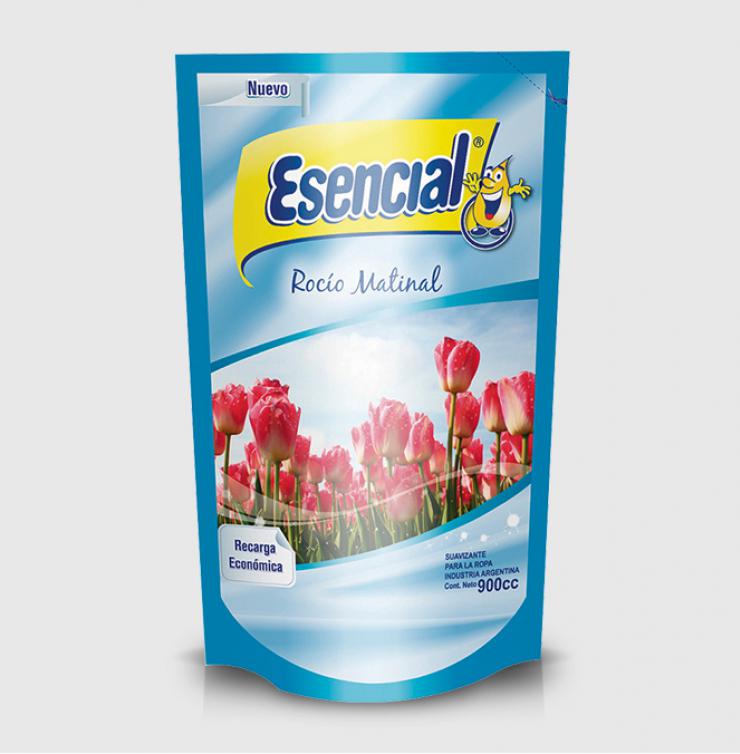 Nuevo
Esencial®
Rocío Matinal
Recarga
Económica
SUAVIZANTE
PARA LA ROPA
INDUSTRIA ARGENTINA
Cont. Neto 900cc